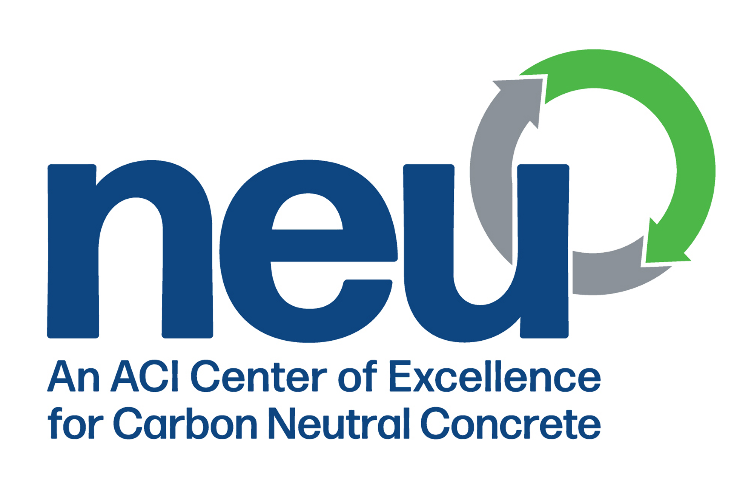 neu
An ACI Center of Excellence
for Carbon Neutral Concrete